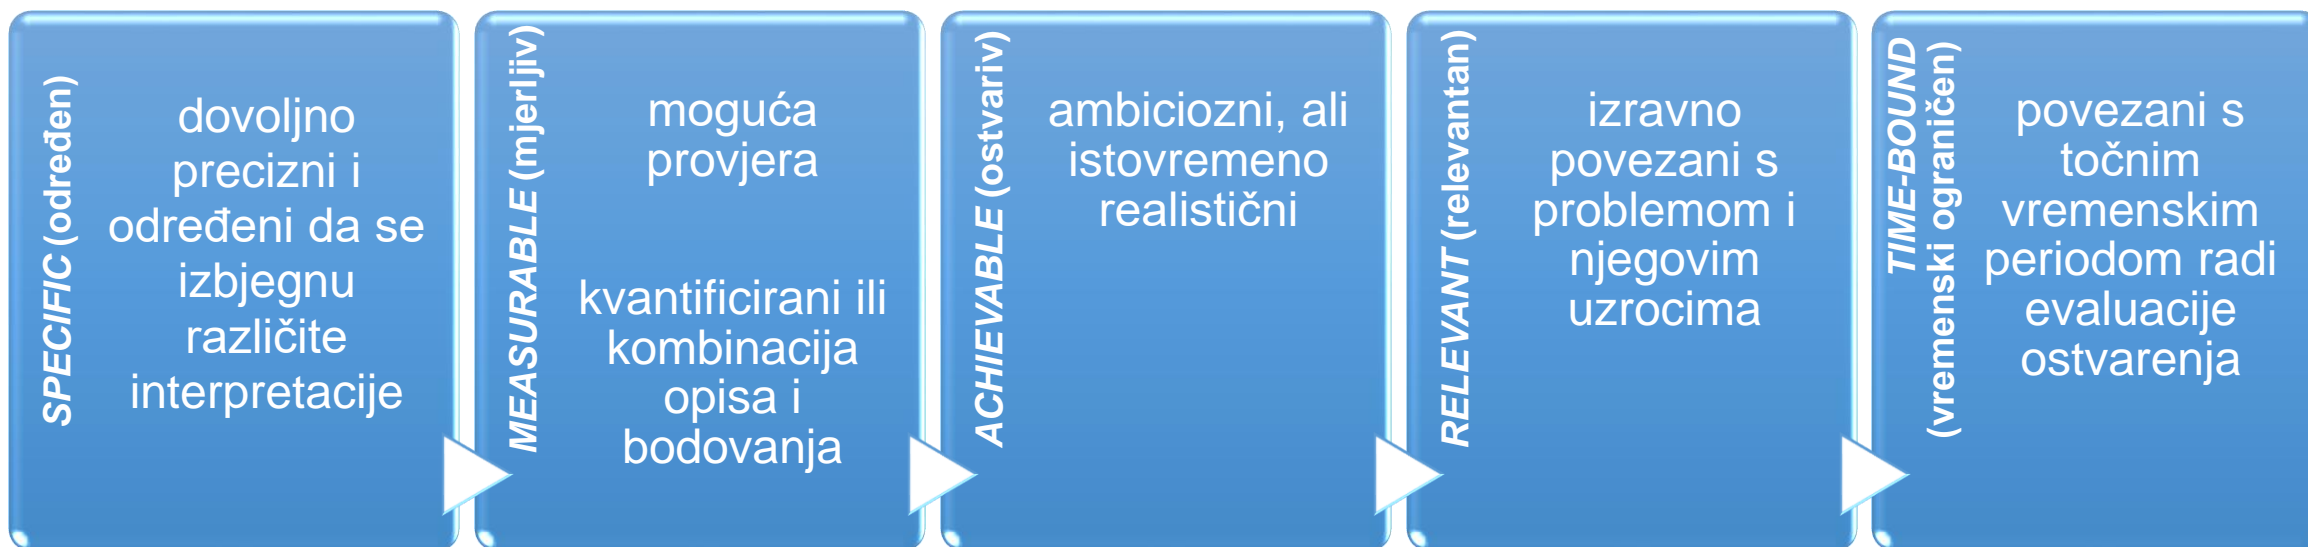 SPECIFIC (određen)
dovoljno
precizni i
određeni da se
izbjegnu
različite
interpretacije
MEASURABLE (mjerljiv)
moguća
provjera
kvantificirani ili
kombinacija
opisa i
bodovanja
ACHIEVABLE (ostvariv)
ambiciozni, ali
istovremeno
realistični
RELEVANT (relevantan)
izravno
povezani s
problemom i
njegovim
uzrocima
TIME-BOUND
(vremenski ograničen)
povezani s
točnim
vremenskim
periodom radi
evaluacije
ostvarenja